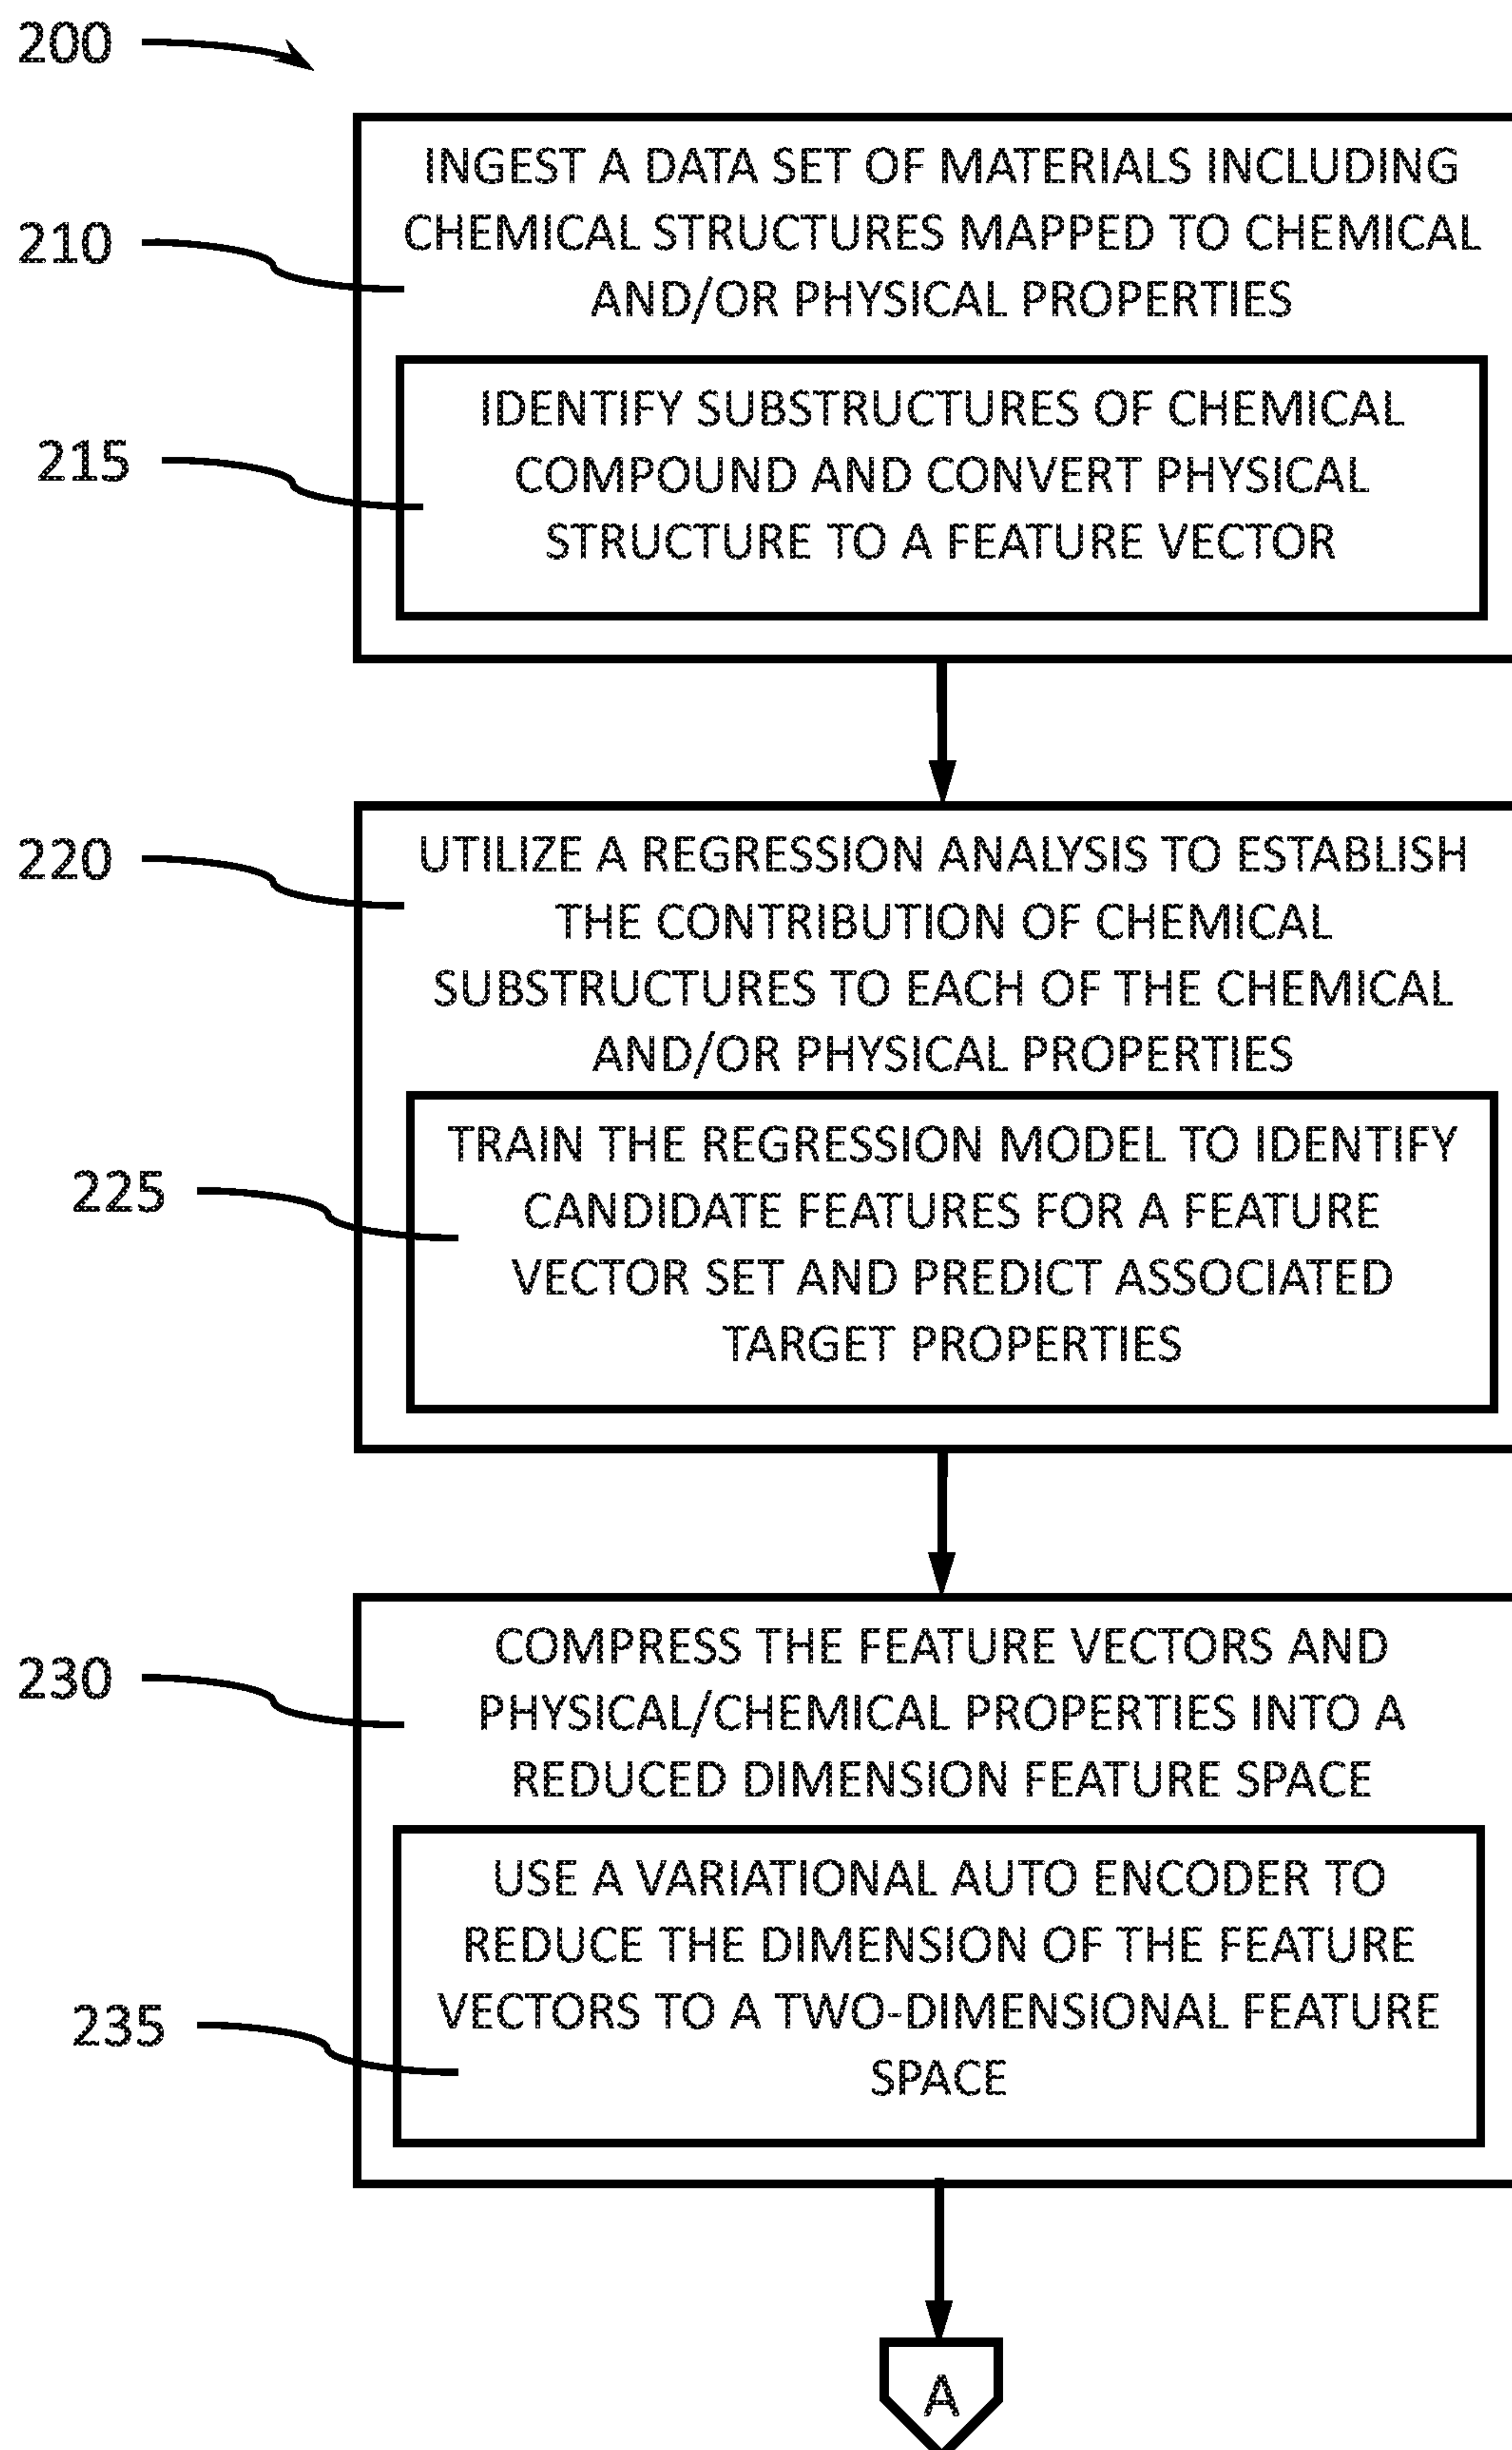 200
INGEST A DATA SET OF MATERIALS INCLUDING
210
CHEMICAL STRUCTURES MAPPED TO CHEMICAL
AND/OR PHYSICAL PROPERTIES
IDENTIFY SUBSTRUCTURES OF CHEMICAL
215
COMPOUND AND CONVERT PHYSICAL
STRUCTURE TO A FEATURE VECTOR
220
UTILIZE A REGRESSION ANALYSIS TO ESTABLISH
THE CONTRIBUTION OF CHEMICAL
SUBSTRUCTURES TO EACH OF THE CHEMICAL
AND/OR PHYSICAL PROPERTIES
TRAIN THE REGRESSION MODEL TO IDENTIFY
225
CANDIDATE FEATURES FOR A FEATURE
VECTOR SET AND PREDICT ASSOCIATED
TARGET PROPERTIES
COMPRESS THE FEATURE VECTORS AND
230
PHYSICAL/CHEMICAL PROPERTIES INTO A
REDUCED DIMENSION FEATURE SPACE
USE A VARIATIONAL AUTO ENCODER TO
REDUCE THE DIMENSION OF THE FEATURE
235
VECTORS TO A TWO-DIMENSIONAL FEATURE
SPACE
A